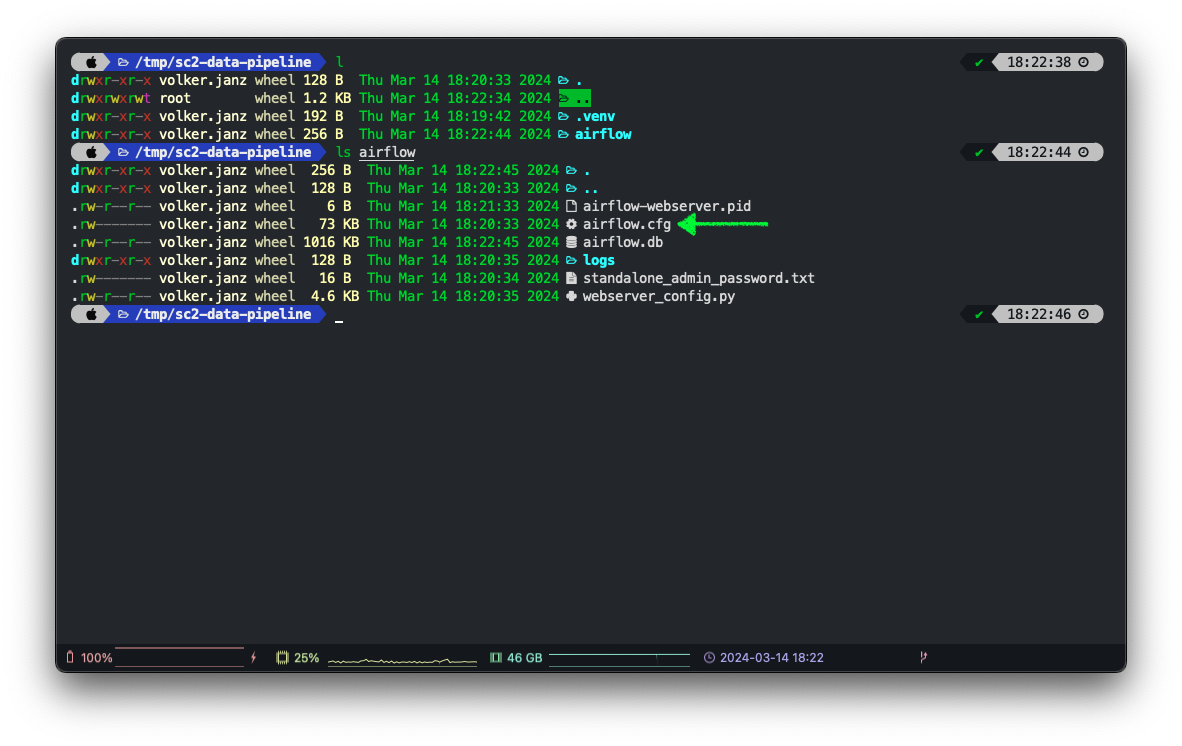 /tmp/sc2-data-pipeline l ✔ 18:22:38
drwxr-xr-x volker.janz wheel 128 B Thu Mar 14 18:20:33 2024 .
drwxrwxrwt root wheel 1.2 KB Thu Mar 14 18:22:34 2024 ..
drwxr-xr-x volker.janz wheel 192 B Thu Mar 14 18:19:42 2024 .venv
drwxr-xr-x volker.janz wheel 256 B Thu Mar 14 18:22:44 2024 airflow
/tmp/sc2-data-pipeline ls airflow ✔ 18:22:44
drwxr-xr-x volker.janz wheel 256 B Thu Mar 14 18:22:45 2024 .
drwxr-xr-x volker.janz wheel 128 B Thu Mar 14 18:20:33 2024 ..
.rw-r--r-- volker.janz wheel 6 B Thu Mar 14 18:21:33 2024 airflow-webserver.pid
.rw------- volker.janz wheel 73 KB Thu Mar 14 18:20:33 2024 airflow.cfg
.rw-r--r-- volker.janz wheel 1016 KB Thu Mar 14 18:22:45 2024 airflow.db
drwxr-xr-x volker.janz wheel 128 B Thu Mar 14 18:20:35 2024 logs
.rw------- volker.janz wheel 16 B Thu Mar 14 18:20:34 2024 standalone_admin_password.txt
.rw-r--r-- volker.janz wheel 4.6 KB Thu Mar 14 18:20:35 2024 webserver_config.py
/tmp/sc2-data-pipeline _ ✔ 18:22:46
100% 25% 46 GB 2024-03-14 18:22